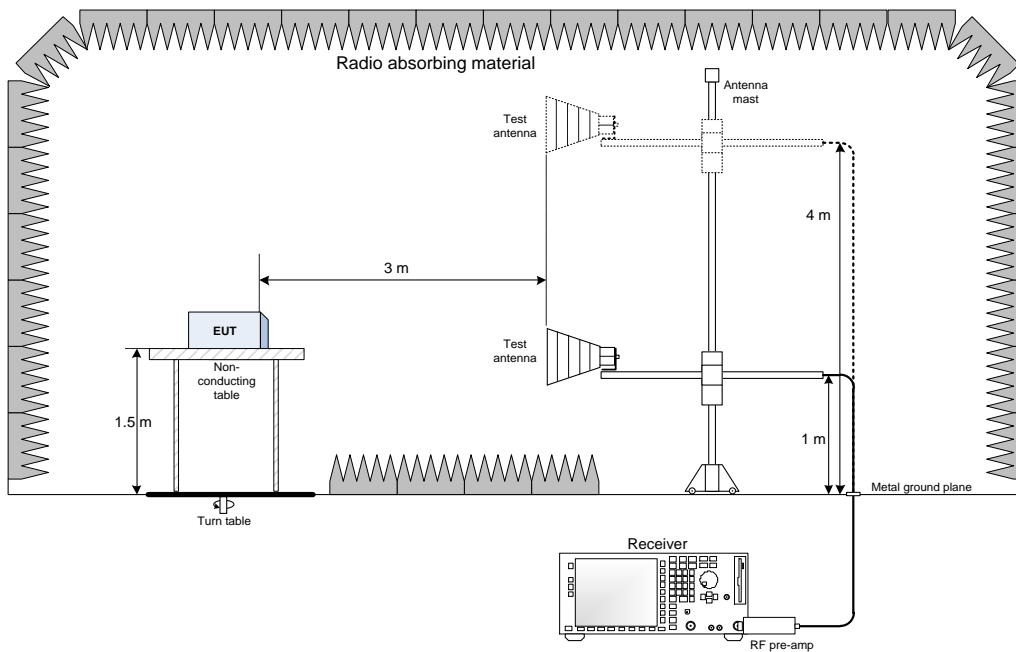 Radio absorbing material
Antenna
mast
Test
antenna
4 m
3 m
EUT
Test
antenna
Non-
conducting
table
1.5 m
1 m
Metal ground plane
Turn table
Receiver
RF pre-amp